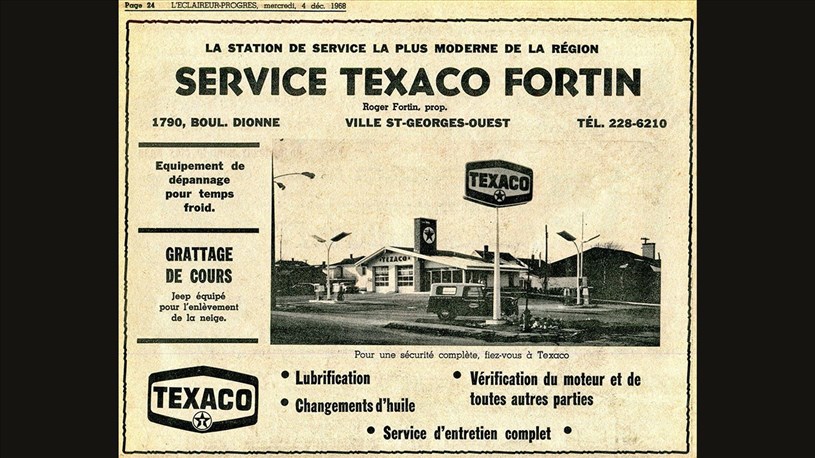 Page 24 L'ECLAIREUR-PROGRES, mercredi, 4 déc. 1968
LA STATION DE SERVICE LA PLUS MODERNE DE LA RÉGION
SERVICE TEXACO FORTIN
Roger Fortin, prop.
1790, BOUL. DIONNE VILLE ST-GEORGES-OUEST TÉL. 228-6210
Equipement de
dépannage
pour temps
froid.
GRATTAGE
DE COURS
Jeep équipé
pour l'enlèvement
de la neige.
TEXACO
TEXACO
Pour une sécurité complète, fiez-vous à Texaco
TEXACO
• Lubrification
• Changements d'huile
• Vérification du moteur et de
toutes autres parties
• Service d'entretien complet •